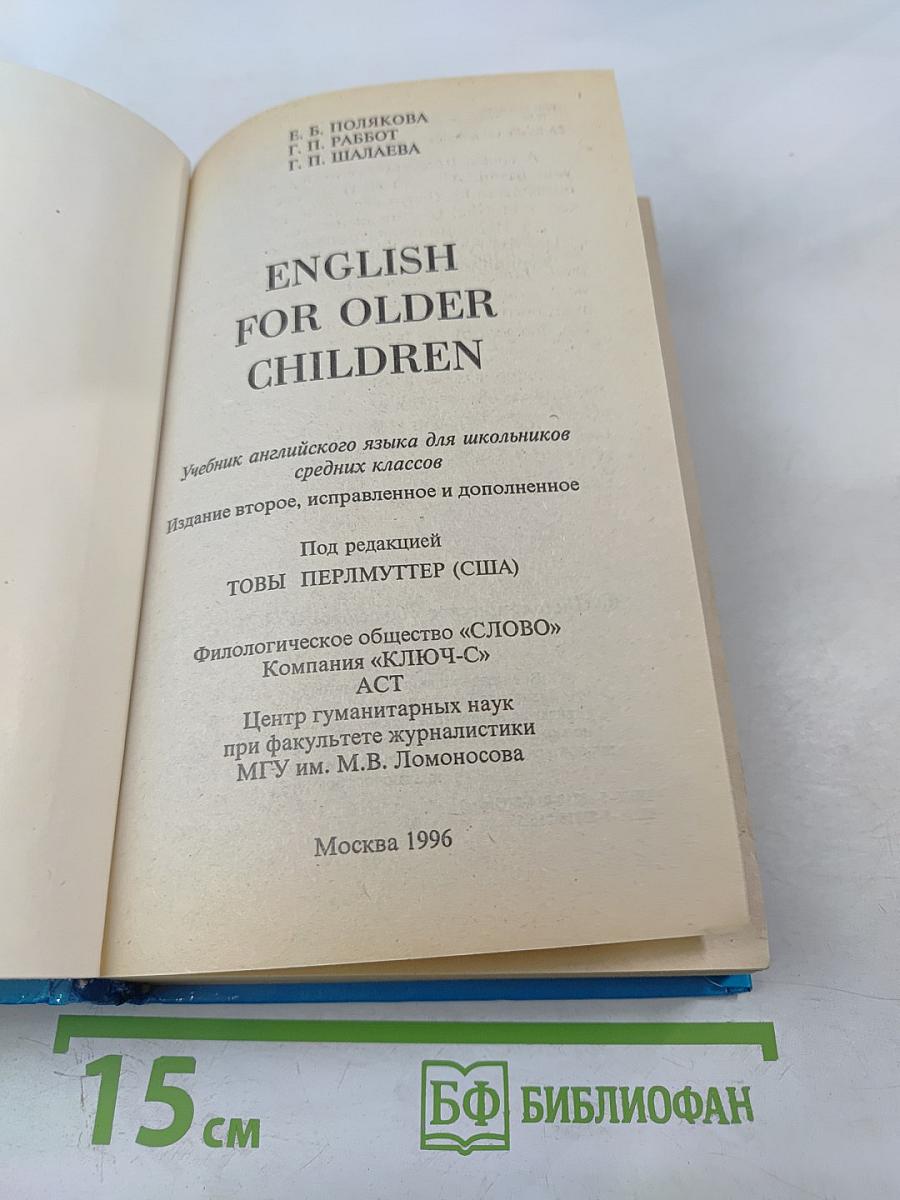 Е. Б. ПОЛЯКОВА
Г. П. РАББОТ
Г. П. ШАЛАЕВА
ENGLISH
FOR OLDER
CHILDREN
Учебник английского языка для школьников
средних классов
Издание второе, исправленное и дополненное
Под редакцией
ТОВЫ ПЕРЛМУТТЕР (США)
Филологическое общество «СЛОВО»
Компания «КЛЮЧ-С»
АСТ
Центр гуманитарных наук
при факультете журналистики
МГУ им. М.В. Ломоносова
Москва 1996
15 см
БФ БИБЛИОФАН